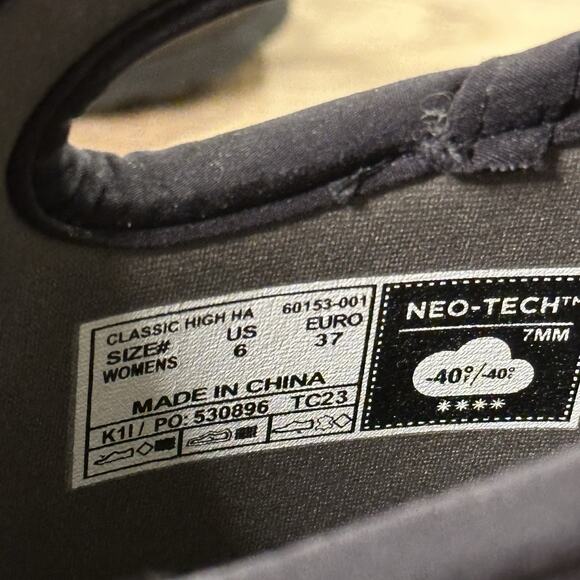 CLASSIC HIGH HA 60153-001
SIZE# US EURO
WOMENS 6 37
MADE IN CHINA
K1I / PO: 530896 TC23
NEO-TECH™
7MM
-40°/-40°